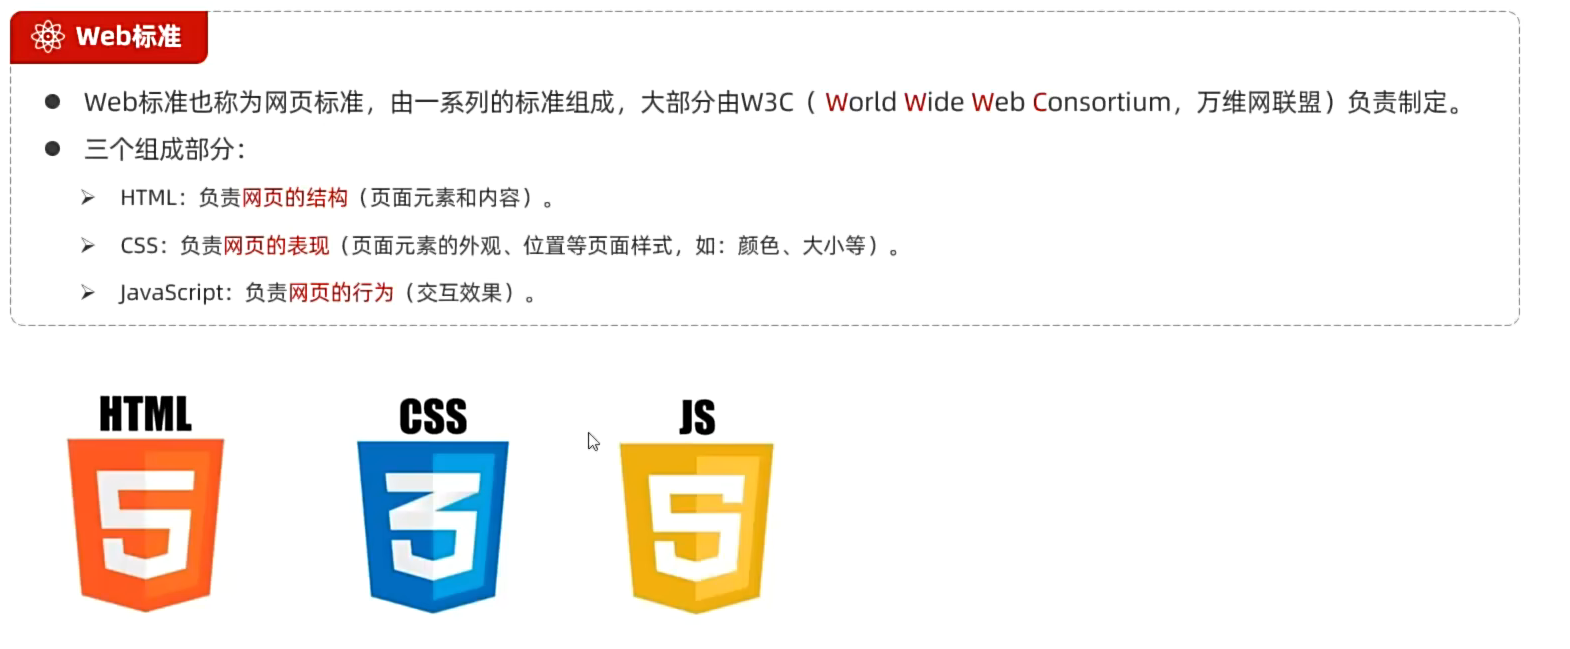 Web标准
Web标准也称为网页标准，由一系列的标准组成，大部分由W3C（ World Wide Web Consortium，万维网联盟）负责制定。
三个组成部分：
HTML：负责网页的结构（页面元素和内容）。
CSS：负责网页的表现（页面元素的外观、位置等页面样式，如：颜色、大小等）。
JavaScript：负责网页的行为（交互效果）。
HTML CSS JS
5 3 5